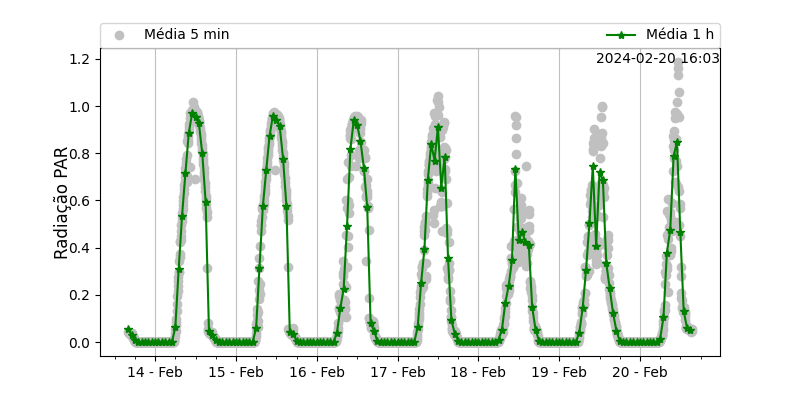 Média 5 min
Média 1 h
2024-02-20 16:03
Radiação PAR
1.2
1.0
0.8
0.6
0.4
0.2
0.0
14 - Feb
15 - Feb
16 - Feb
17 - Feb
18 - Feb
19 - Feb
20 - Feb